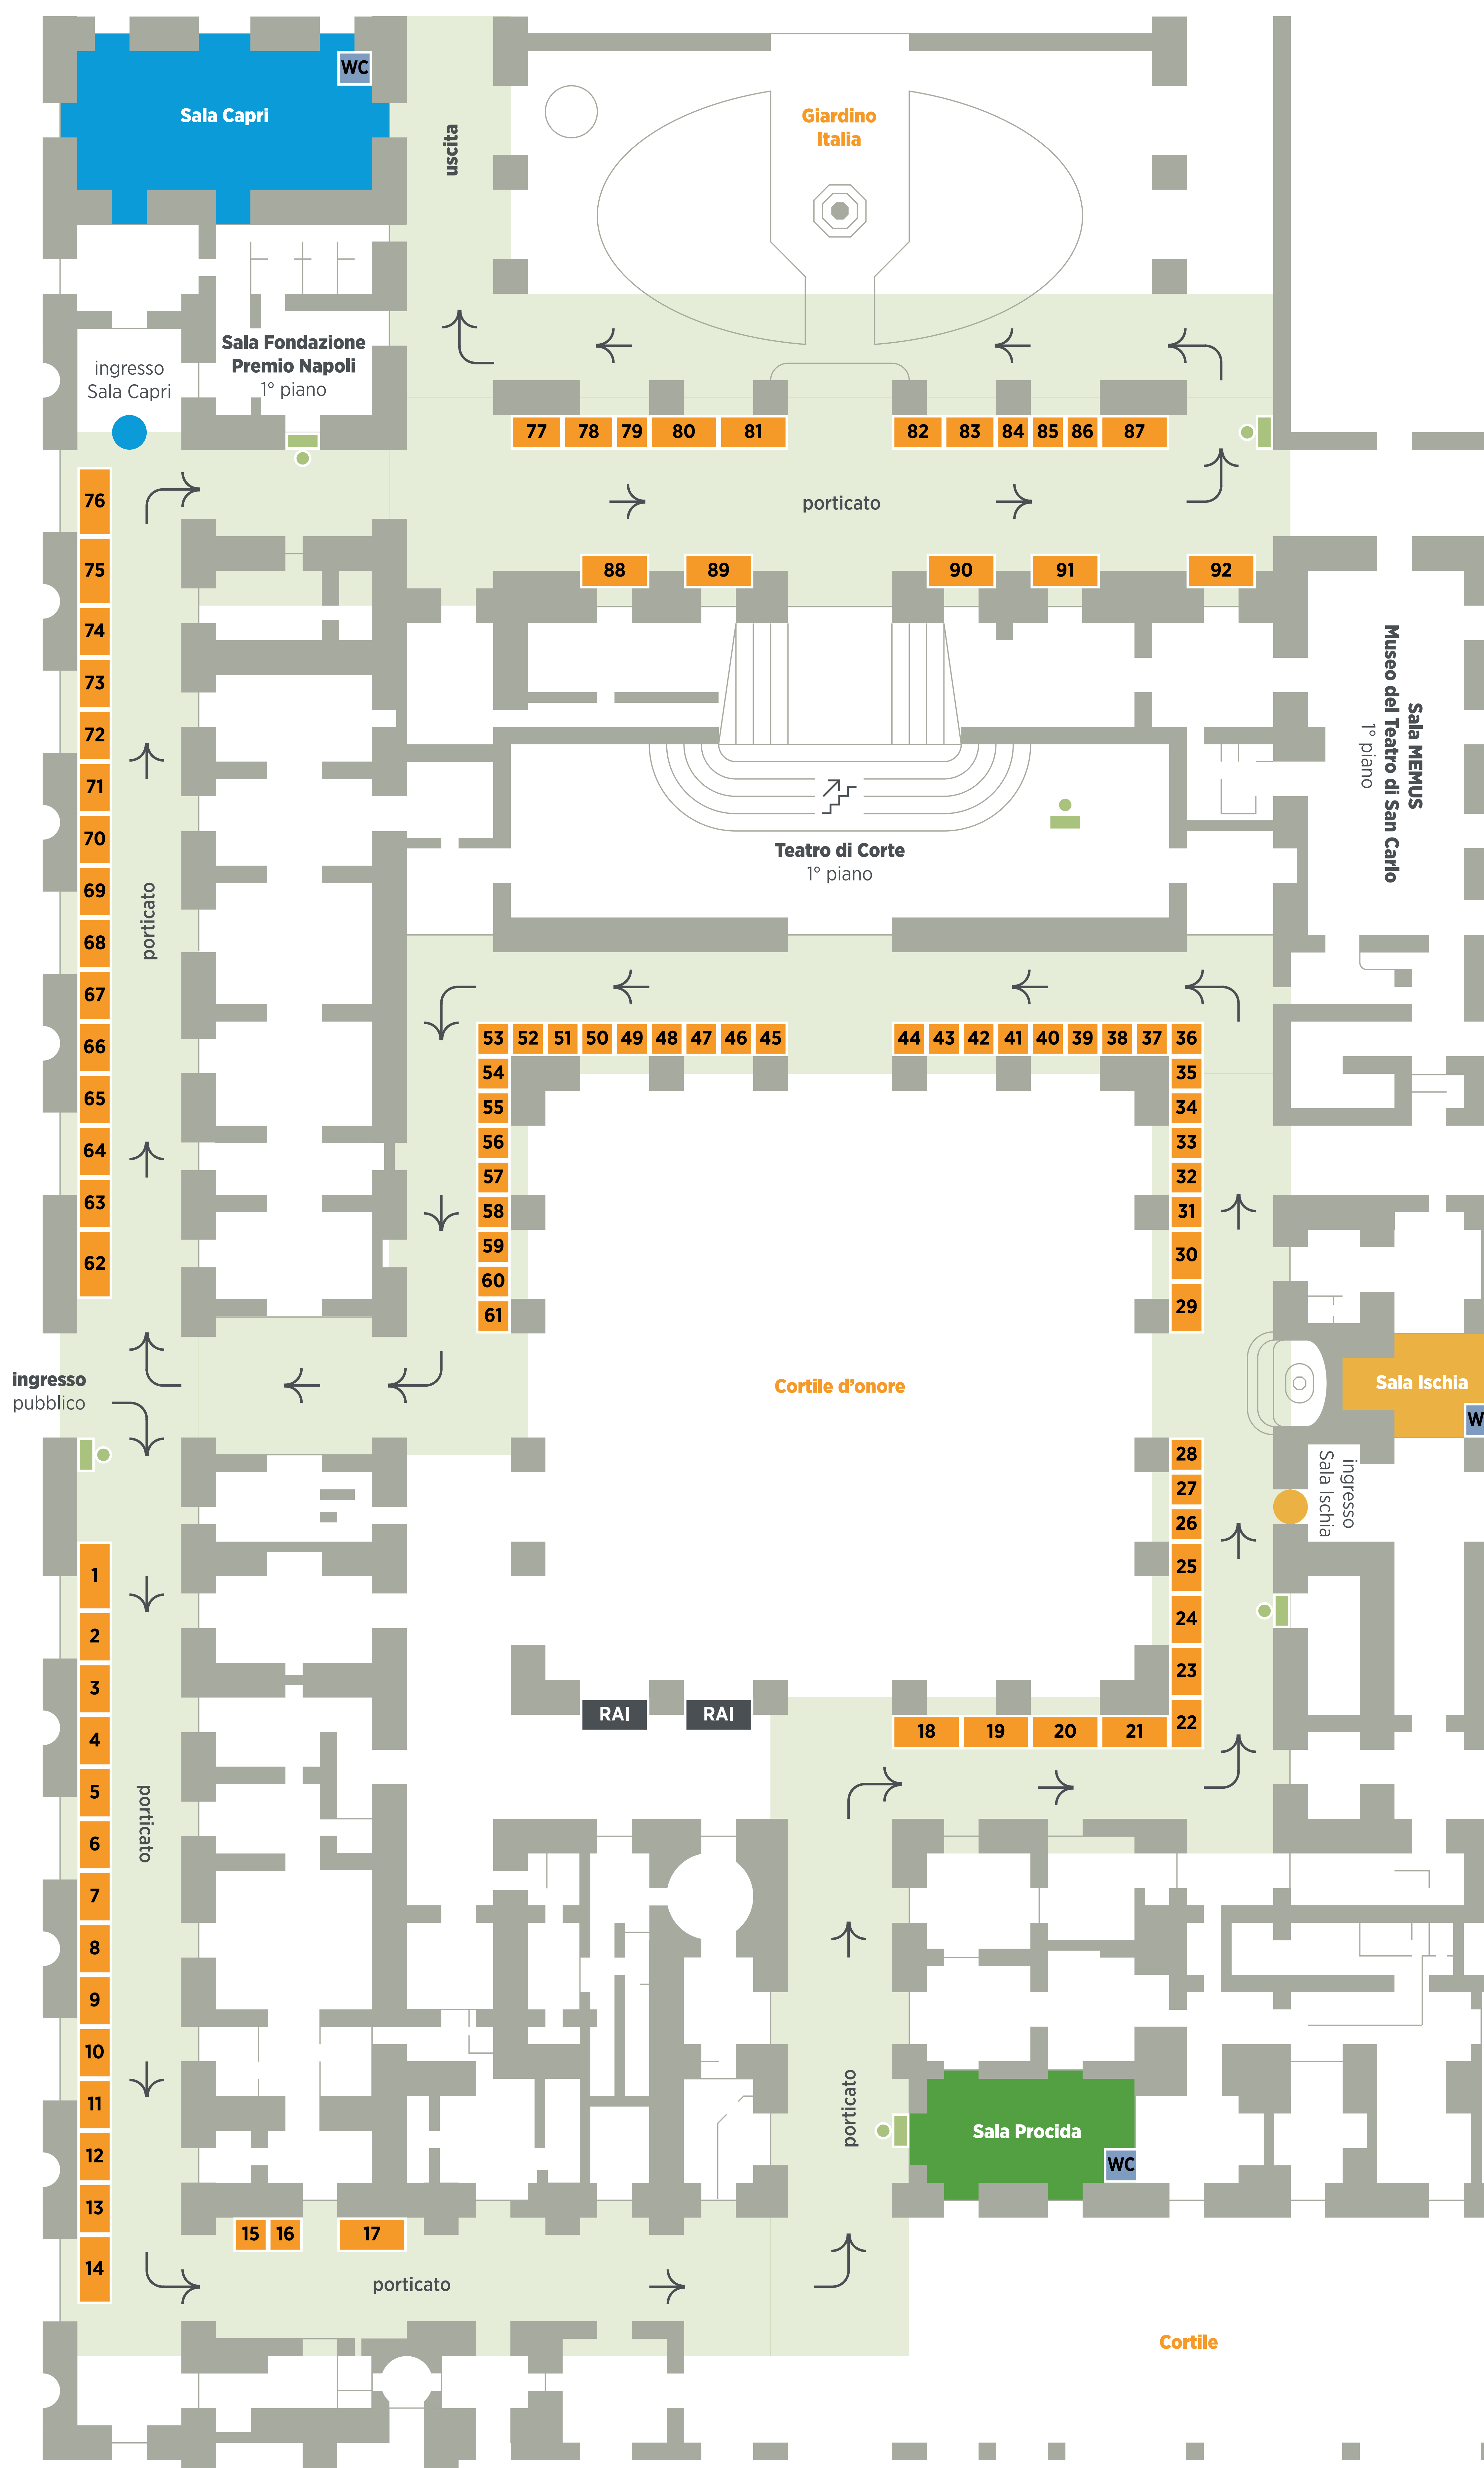 WC
Sala Capri
uscita
Giardino
Italia
ingresso
Sala Capri
Sala Fondazione
Premio Napoli
1° piano
77 78 79 80 81 82 83 84 85 86 87
porticato
88 89 90 91 92
76
75
74
73
72
71
70
69
68
67
66
65
64
63
62
porticato
Sala MEMUS
Museo del Teatro di San Carlo
1° piano
Teatro di Corte
1° piano
53 52 51 50 49 48 47 46 45 44 43 42 41 40 39 38 37 36
54
55
56
57
58
59
60
61
35
34
33
32
31
30
29
ingresso
pubblico
Cortile d'onore
Sala Ischia
W
ingresso
Sala Ischia
28
27
26
25
24
23
22
1
2
3
4
5
6
7
8
9
10
11
12
13
14
porticato
RAI RAI
18 19 20 21
porticato
Sala Procida
WC
15 16 17
porticato
Cortile